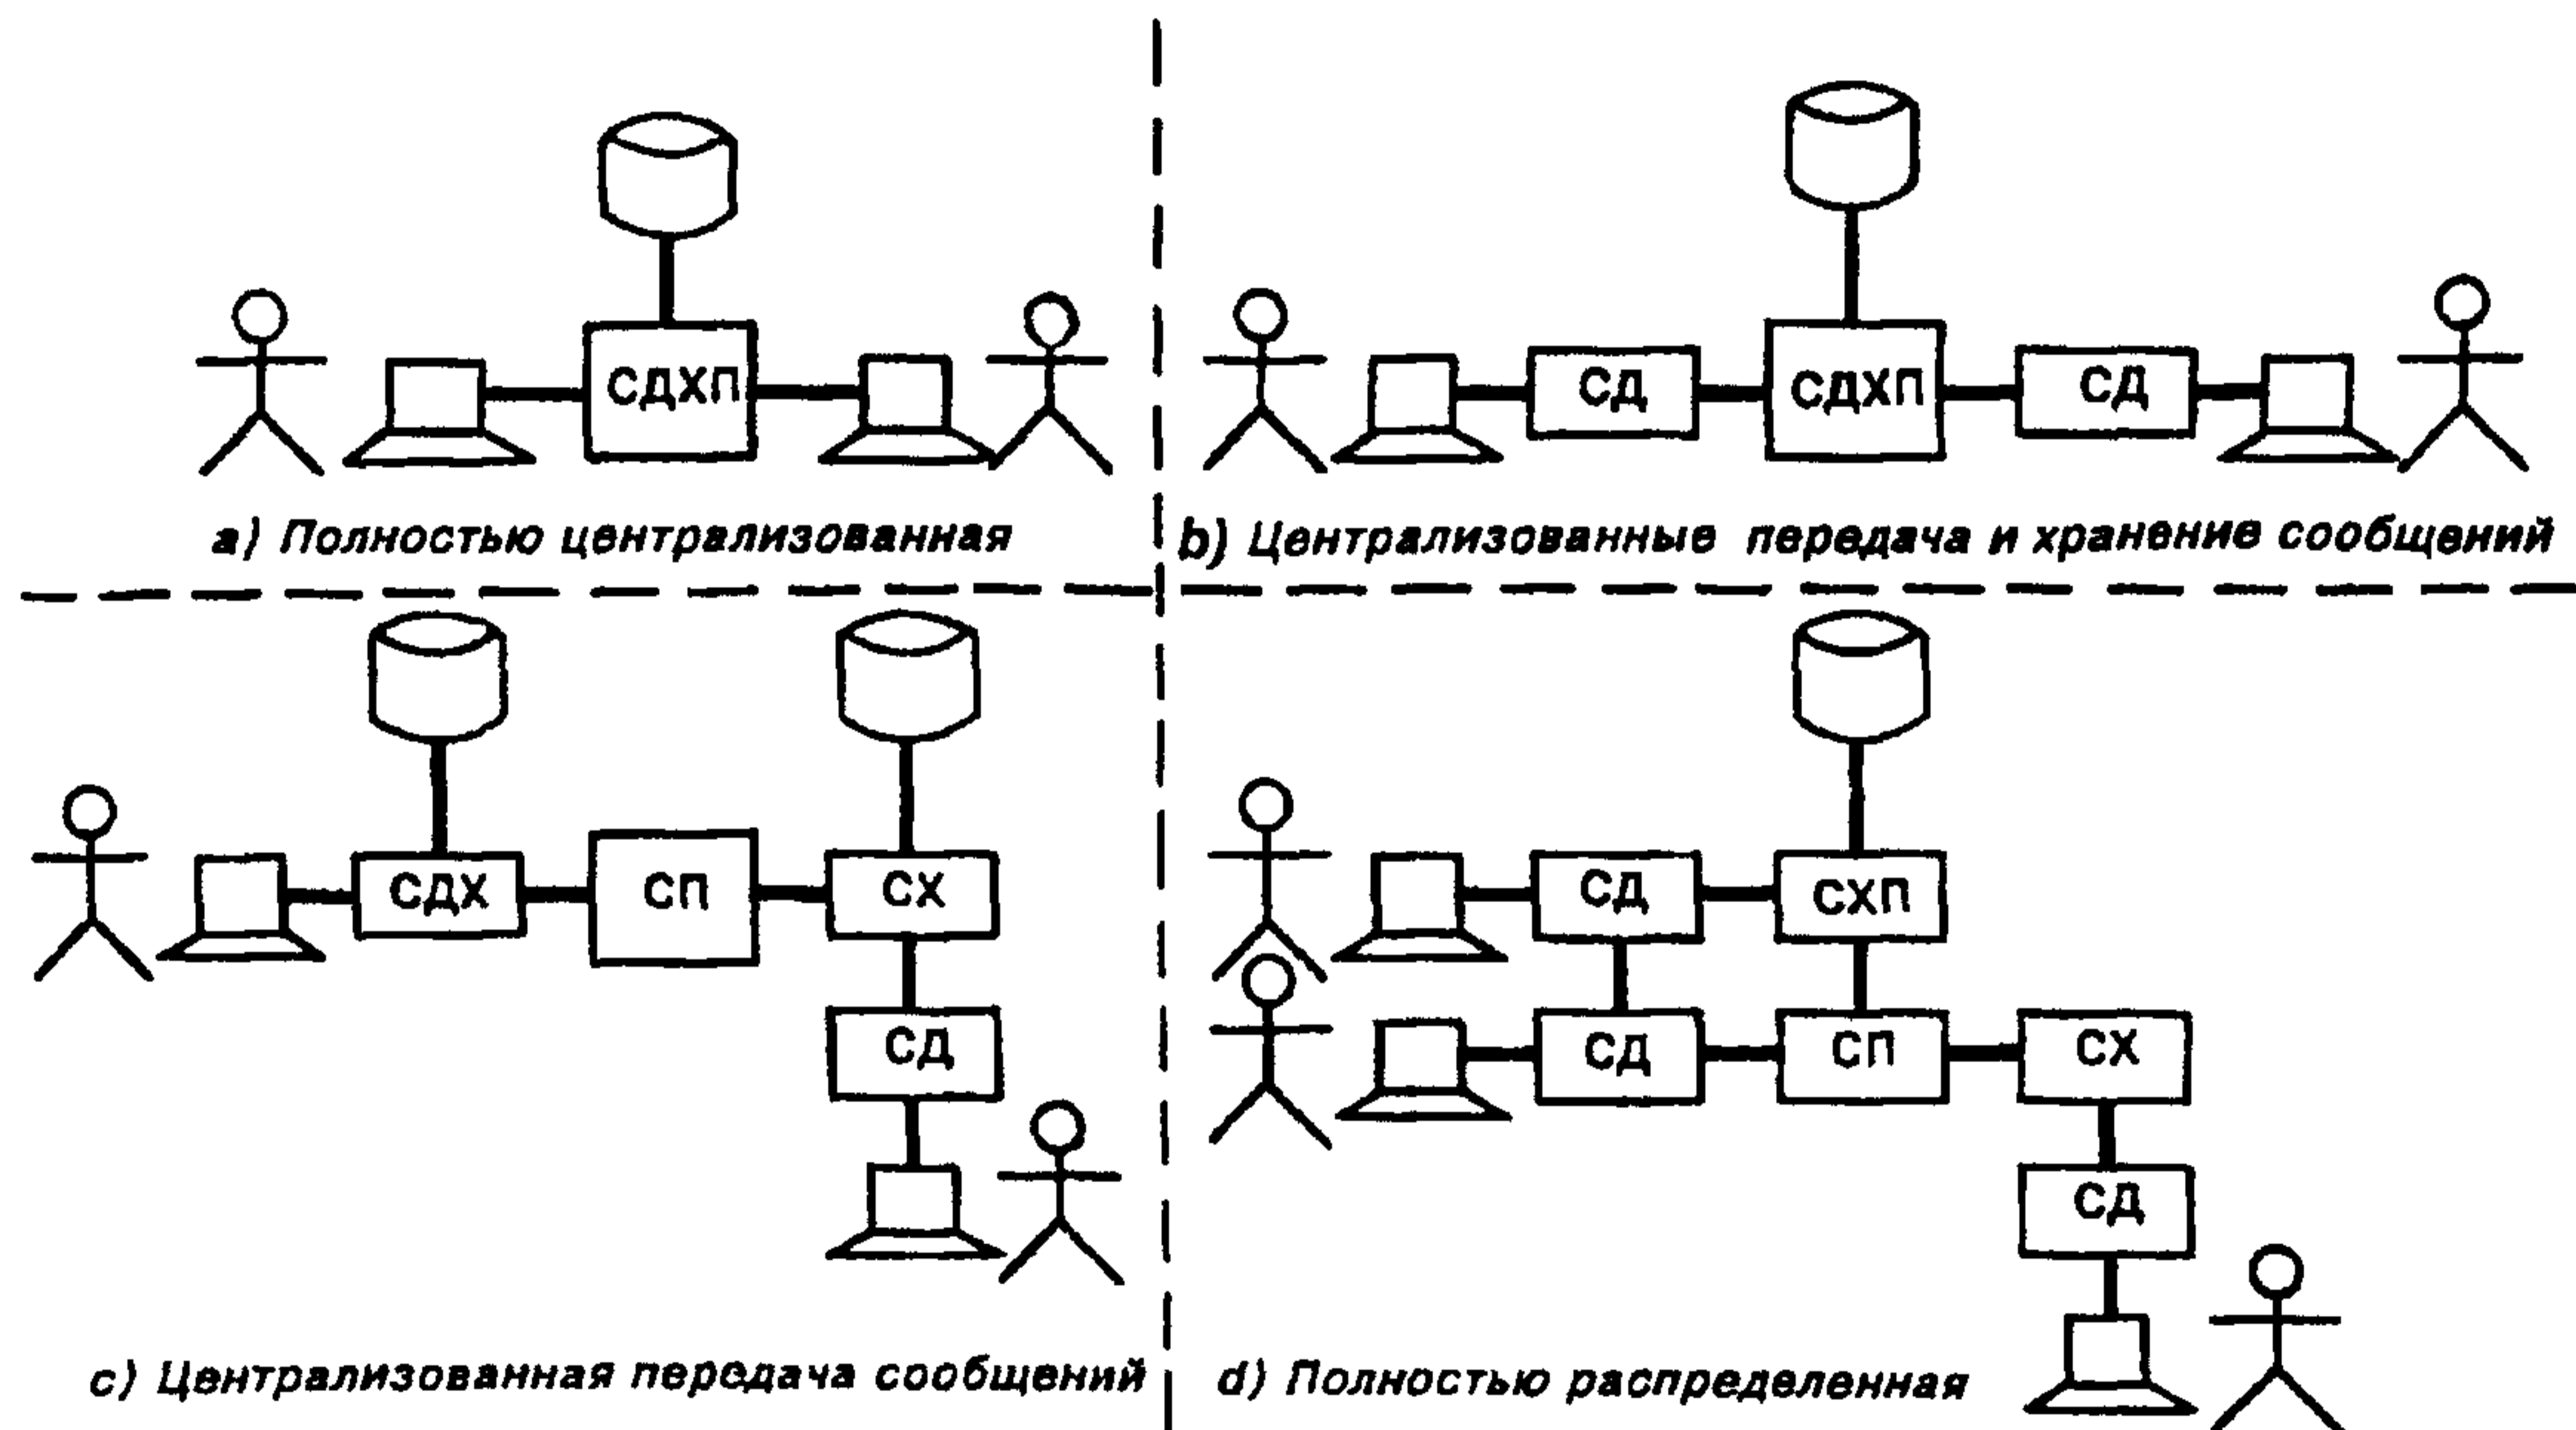 СДХП
СД СДХП СД
a) Полностью централизованная
b) Централизованные передача и хранение сообщений
СДХ СП СХ
СД
СД СХП
СД СП СХ
СД
c) Централизованная передача сообщений
d) Полностью распределенная